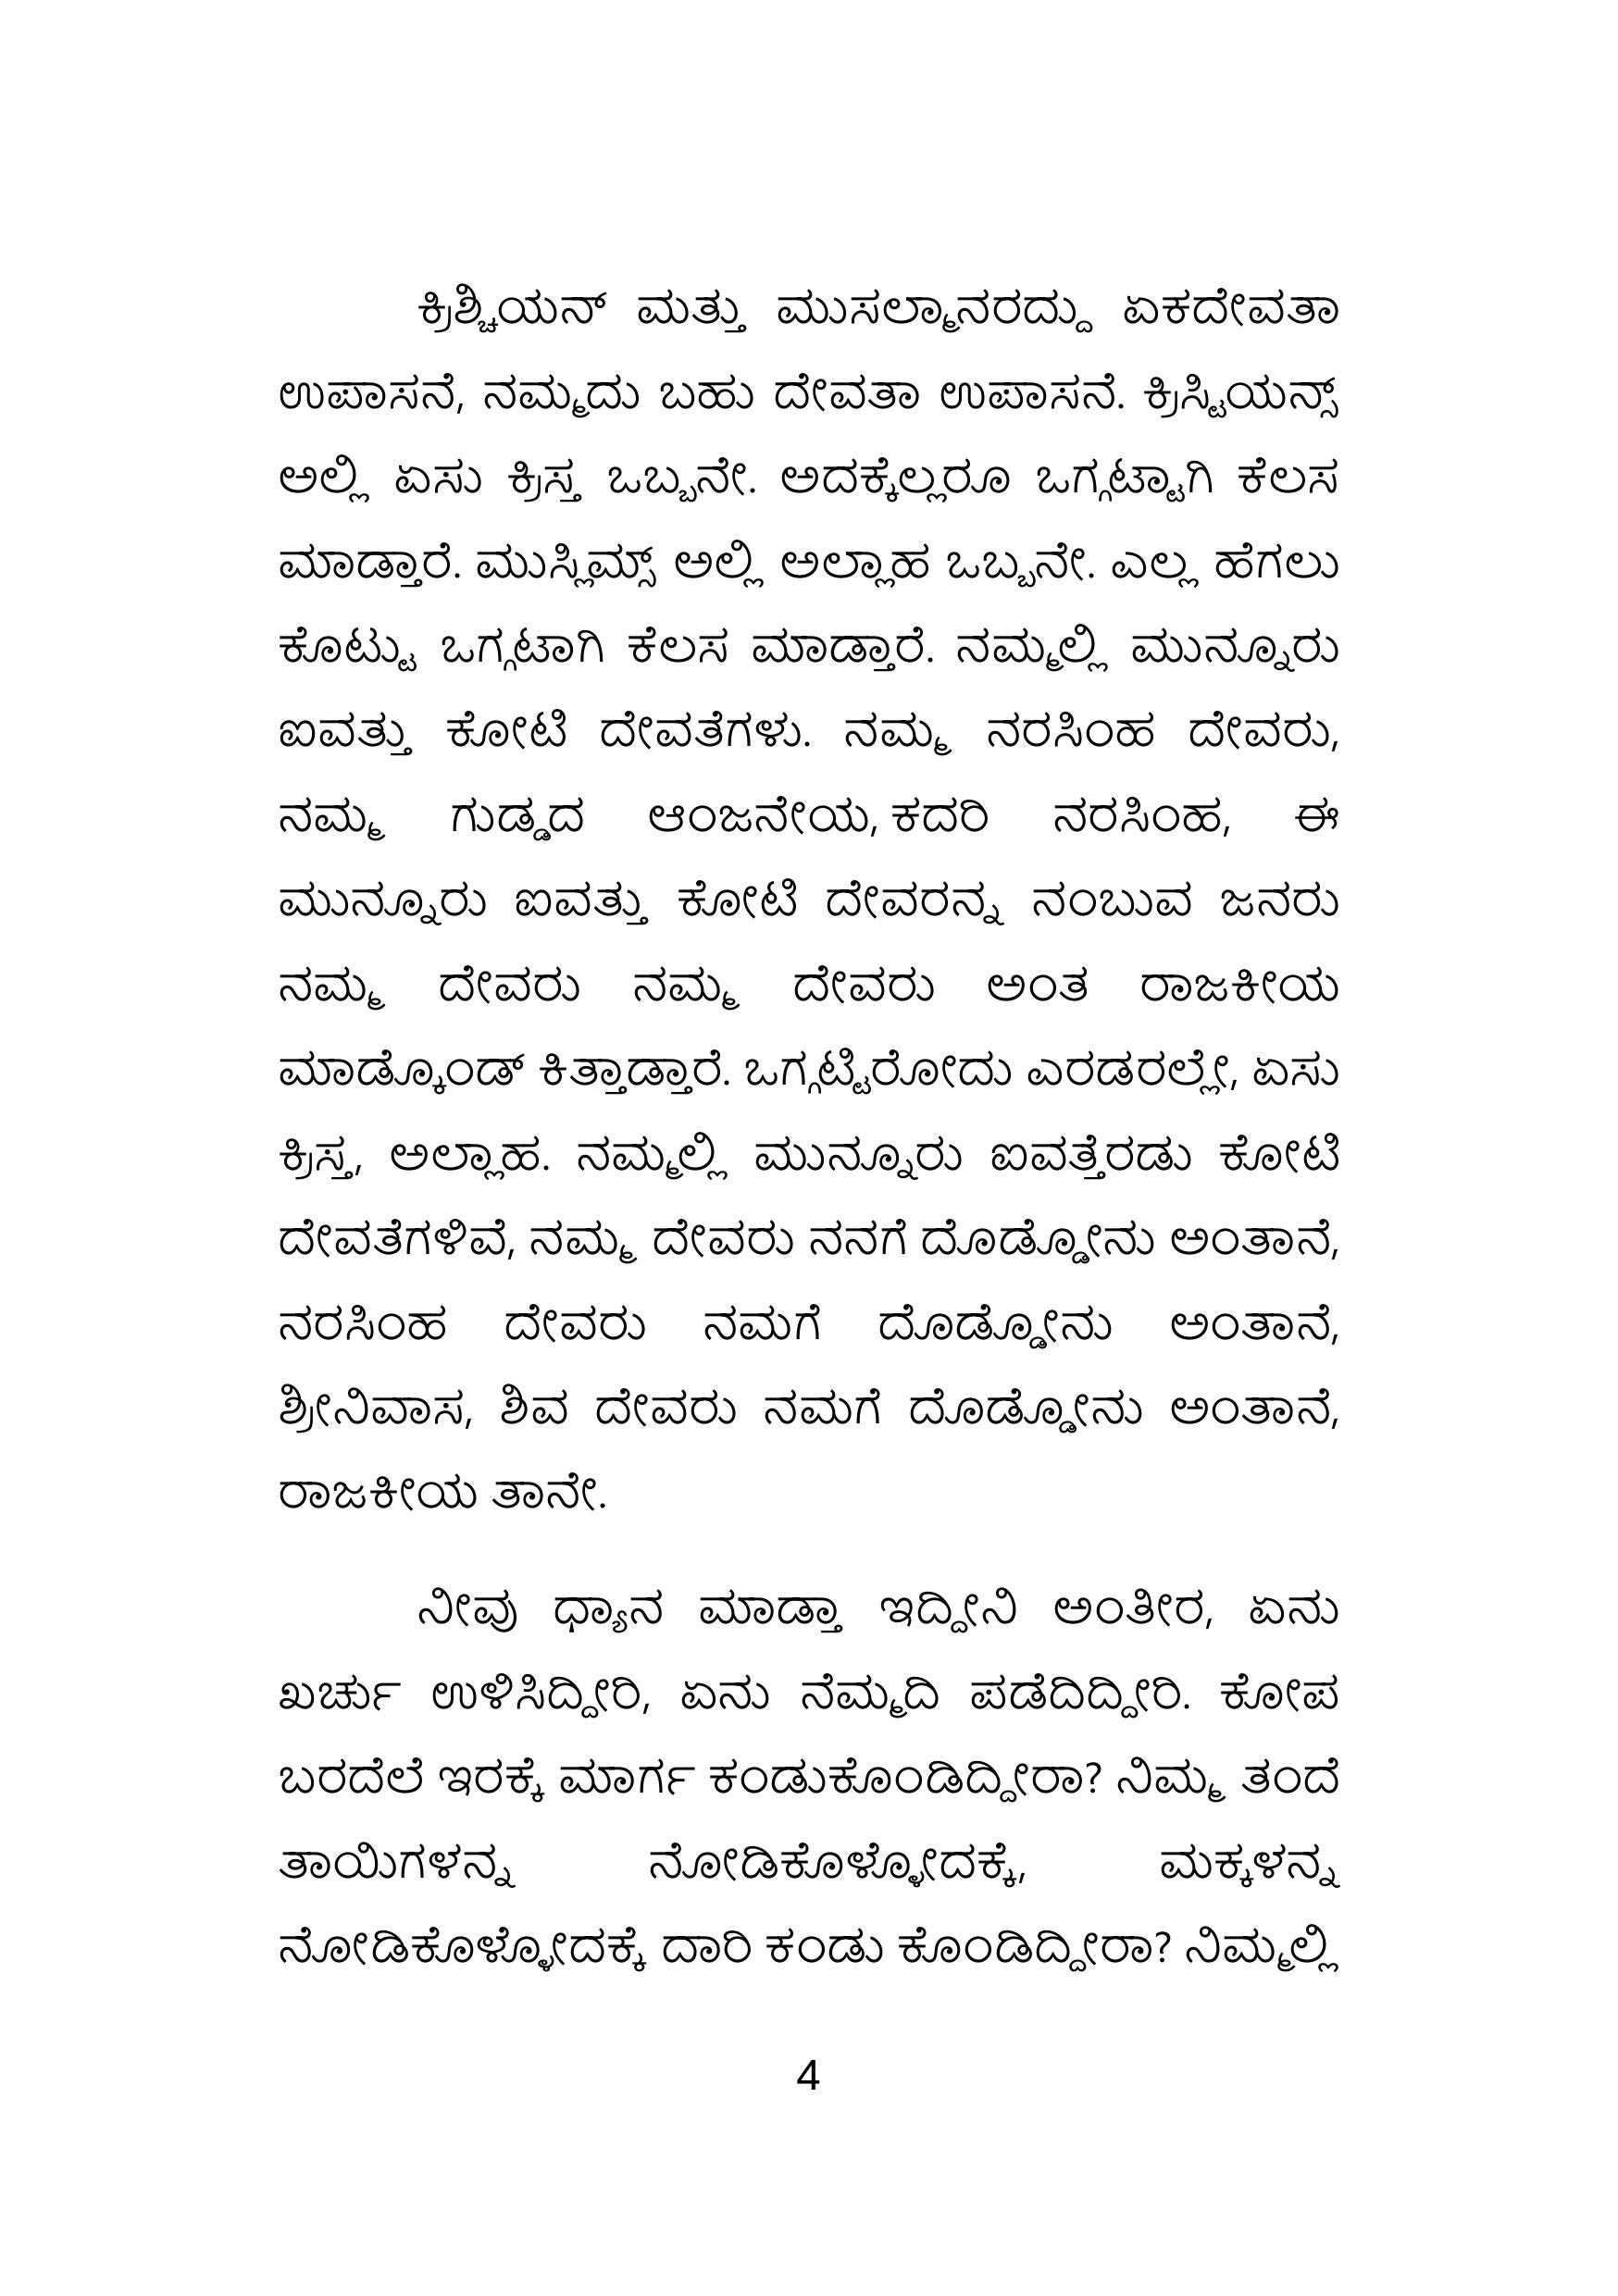 ಕ್ರಿಶ್ಚಿಯನ್ ಮತ್ತು ಮುಸಲ್ಮಾನರದ್ದು ಏಕದೇವತಾ
ಉಪಾಸನೆ, ನಮ್ಮದು ಬಹು ದೇವತಾ ಉಪಾಸನೆ. ಕ್ರಿಸ್ಟಿಯನ್ಸ್
ಅಲ್ಲಿ ಏಸು ಕ್ರಿಸ್ತ ಒಬ್ಬನೇ. ಅದಕ್ಕೆಲ್ಲರೂ ಒಗ್ಗಟ್ಟಾಗಿ ಕೆಲಸ
ಮಾಡ್ತಾರೆ. ಮುಸ್ಲಿಮ್ಸ್ ಅಲ್ಲಿ ಅಲ್ಲಾಹ ಒಬ್ಬನೇ. ಎಲ್ಲ ಹೆಗಲು
ಕೊಟ್ಟು ಒಗ್ಗಟಾಗಿ ಕೆಲಸ ಮಾಡ್ತಾರೆ. ನಮ್ಮಲ್ಲಿ ಮುನ್ನೂರು
ಐವತ್ತು ಕೋಟಿ ದೇವತೆಗಳು. ನಮ್ಮ ನರಸಿಂಹ ದೇವರು,
ನಮ್ಮ ಗುಡ್ಡದ ಆಂಜನೇಯ, ಕದರಿ ನರಸಿಂಹ, ಈ
ಮುನ್ನೂರು ಐವತ್ತು ಕೋಟಿ ದೇವರನ್ನ ನಂಬುವ ಜನರು
ನಮ್ಮ ದೇವರು ನಮ್ಮ ದೇವರು ಅಂತ ರಾಜಕೀಯ
ಮಾಡ್ಕೊಂಡ್ ಕಿತ್ತಾಡ್ತಾರೆ. ಒಗ್ಗಟ್ಟಿರೋದು ಎರಡರಲ್ಲೇ, ಏಸು
ಕ್ರಿಸ್ತ, ಅಲ್ಲಾಹ. ನಮ್ಮಲ್ಲಿ ಮುನ್ನೂರು ಐವತ್ತೆರಡು ಕೋಟಿ
ದೇವತೆಗಳಿವೆ, ನಮ್ಮ ದೇವರು ನನಗೆ ದೊಡ್ಡೋನು ಅಂತಾನೆ,
ನರಸಿಂಹ ದೇವರು ನಮಗೆ ದೊಡ್ಡೋನು ಅಂತಾನೆ,
ಶ್ರೀನಿವಾಸ, ಶಿವ ದೇವರು ನಮಗೆ ದೊಡ್ಡೋನು ಅಂತಾನೆ,
ರಾಜಕೀಯ ತಾನೇ.
ನೀವು ಧ್ಯಾನ ಮಾಡ್ತಾ ಇದ್ದೀನಿ ಅಂತೀರ, ಏನು
ಖರ್ಚು ಉಳಿಸಿದ್ದೀರಿ, ಏನು ನೆಮ್ಮದಿ ಪಡೆದಿದ್ದೀರಿ. ಕೋಪ
ಬರದೆಲೆ ಇರಕ್ಕೆ ಮಾರ್ಗ ಕಂಡುಕೊಂಡಿದ್ದೀರಾ? ನಿಮ್ಮ ತಂದೆ
ತಾಯಿಗಳನ್ನ ನೋಡಿಕೊಳ್ಳೋದಕ್ಕೆ, ಮಕ್ಕಳನ್ನ
ನೋಡಿಕೊಳ್ಳೋದಕ್ಕೆ ದಾರಿ ಕಂಡು ಕೊಂಡಿದ್ದೀರಾ? ನಿಮ್ಮಲ್ಲಿ
4